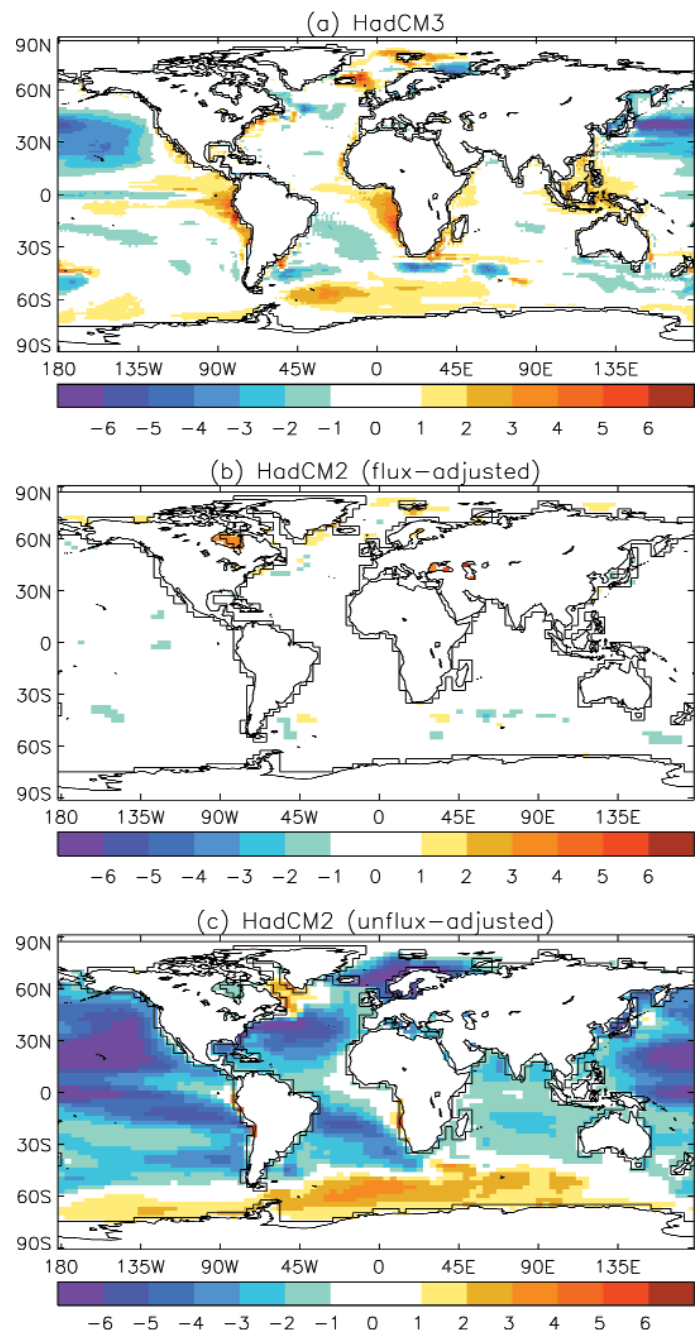 (a) HadCM3
90N
60N
30N
0
30S
60S
90S
180 135W 90W 45W 0 45E 90E 135E
-6 -5 -4 -3 -2 -1 0 1 2 3 4 5 6
(b) HadCM2 (flux-adjusted)
90N
60N
30N
0
30S
60S
90S
180 135W 90W 45W 0 45E 90E 135E
-6 -5 -4 -3 -2 -1 0 1 2 3 4 5 6
(c) HadCM2 (unflux-adjusted)
90N
60N
30N
0
30S
60S
90S
180 135W 90W 45W 0 45E 90E 135E
-6 -5 -4 -3 -2 -1 0 1 2 3 4 5 6